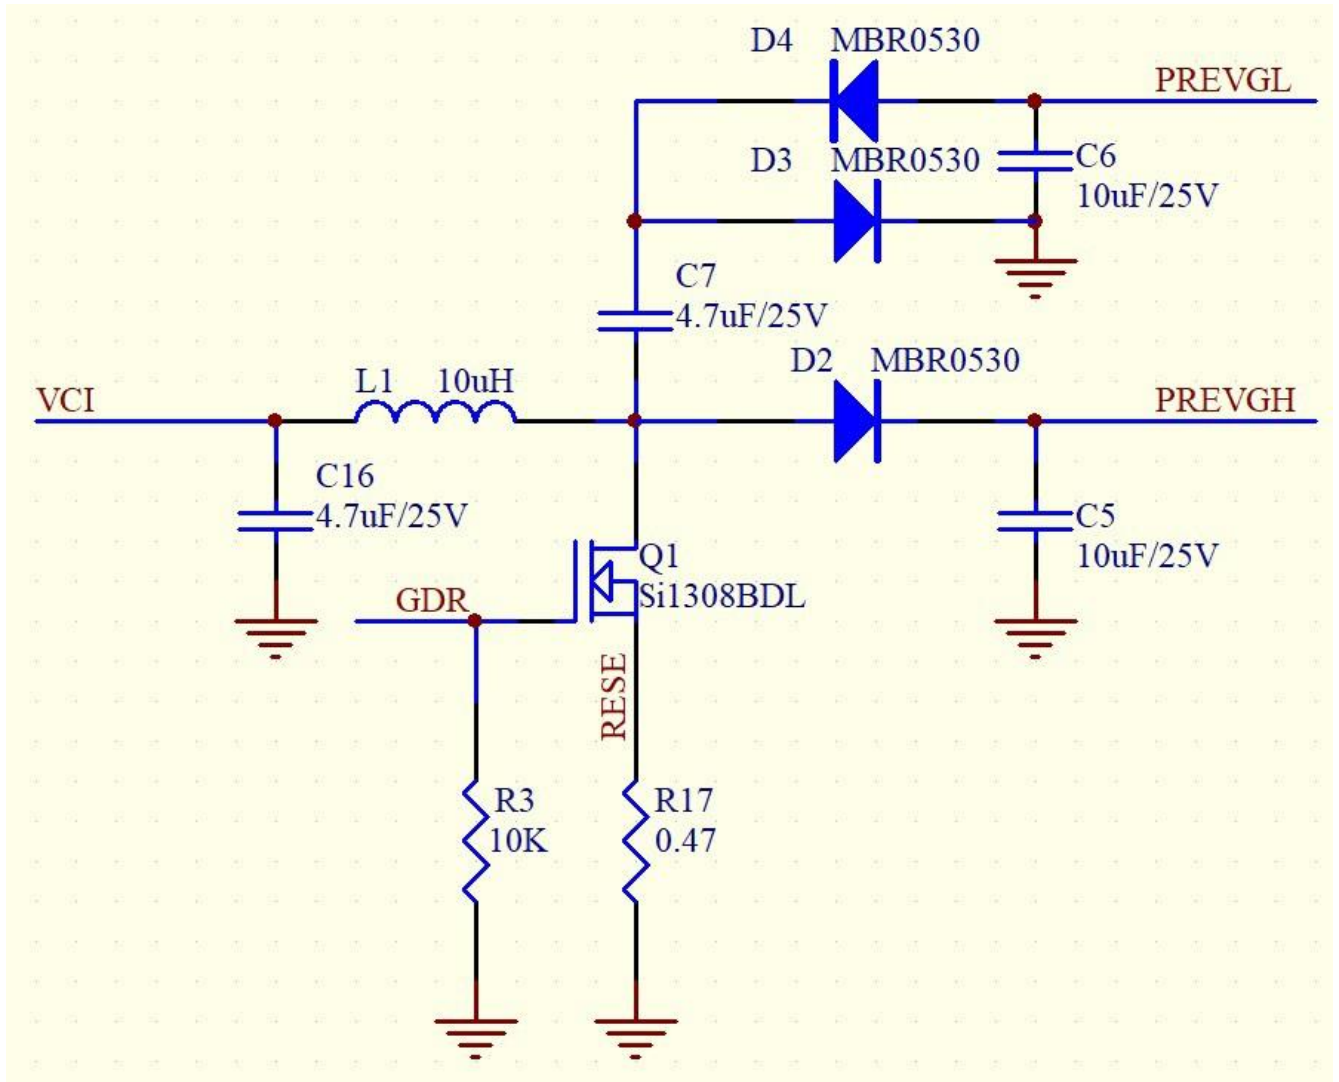 D4 MBR0530
PREVGL
D3 MBR0530
C6
10uF/25V
C7
4.7uF/25V
D2 MBR0530
L1 10uH
VCI
PREVGH
C16
4.7uF/25V
C5
10uF/25V
Q1
Si1308BDL
GDR
RESE
R3
10K
R17
0.47